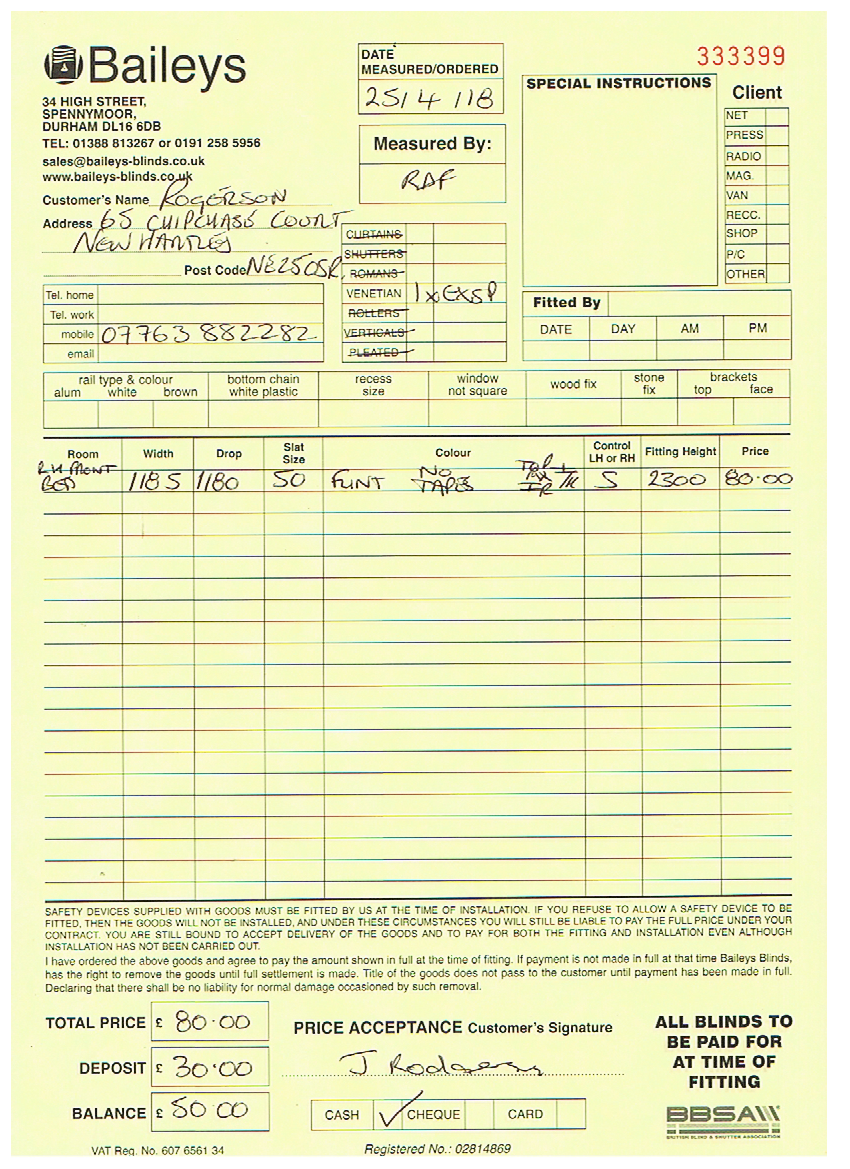 Baileys
34 HIGH STREET,
SPENNYMOOR,
DURHAM DL16 6DB
TEL: 01388 813267 or 0191 258 5956
sales@baileys-blinds.co.uk
www.baileys-blinds.co.uk
DATE MEASURED/ORDERED
25/4/18
Measured By:
RDF
333399
SPECIAL INSTRUCTIONS
Client
NET
PRESS
RADIO
MAG.
VAN
RECC.
SHOP
P/C
OTHER
Customer's Name ROGERSON
Address 65 CHIPCHASE COURT
NEW HARTLEY
Post Code NE25 0SR
Tel. home
Tel. work
mobile 07763 882282
email
CURTAINS
SHUTTERS
ROMANS
VENETIAN 1 x EXSP
ROLLERS
VERTICALS
PLEATED
Fitted By
DATE DAY AM PM
rail type & colour
alum white brown
bottom chain
white plastic
recess
size
window
not square
wood fix
stone
fix
brackets
top face
Room Width Drop Slat Size Colour Control LH or RH Fitting Height Price
RH FRONT BED 1185 1180 50 FLINT NO TAPES S 2300 80.00
SAFETY DEVICES SUPPLIED WITH GOODS MUST BE FITTED BY US AT THE TIME OF INSTALLATION. IF YOU REFUSE TO ALLOW A SAFETY DEVICE TO BE
FITTED, THEN THE GOODS WILL NOT BE INSTALLED, AND UNDER THESE CIRCUMSTANCES YOU WILL STILL BE LIABLE TO PAY THE FULL PRICE UNDER YOUR
CONTRACT. YOU ARE STILL BOUND TO ACCEPT DELIVERY OF THE GOODS AND TO PAY FOR BOTH THE FITTING AND INSTALLATION EVEN ALTHOUGH
INSTALLATION HAS NOT BEEN CARRIED OUT.
I have ordered the above goods and agree to pay the amount shown in full at the time of fitting. If payment is not made in full at that time Baileys Blinds,
has the right to remove the goods until full settlement is made. Title of the goods does not pass to the customer until payment has been made in full.
Declaring that there shall be no liability for normal damage occasioned by such removal.
TOTAL PRICE £ 80.00
DEPOSIT £ 30.00
BALANCE £ 50 00
PRICE ACCEPTANCE Customer's Signature
J Rodgers
CASH ✓ CHEQUE CARD
ALL BLINDS TO
BE PAID FOR
AT TIME OF
FITTING
BBSA
BRITISH BLIND & SHUTTER ASSOCIATION
VAT Reg. No. 607 6561 34
Registered No.: 02814869